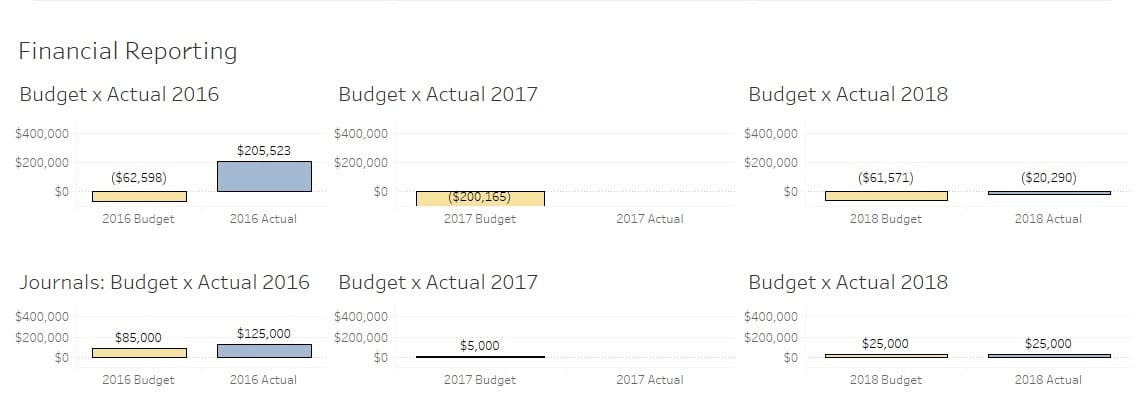 Financial Reporting
Budget x Actual 2016
$400,000
$200,000
$0
($62,598)
$205,523
2016 Budget
2016 Actual
Budget x Actual 2017
$400,000
$200,000
$0
($200,165)
2017 Budget
2017 Actual
Budget x Actual 2018
$400,000
$200,000
$0
($61,571)
($20,290)
2018 Budget
2018 Actual
Journals: Budget x Actual 2016
$400,000
$200,000
$0
$85,000
$125,000
2016 Budget
2016 Actual
Budget x Actual 2017
$400,000
$200,000
$0
$5,000
2017 Budget
2017 Actual
Budget x Actual 2018
$400,000
$200,000
$0
$25,000
$25,000
2018 Budget
2018 Actual